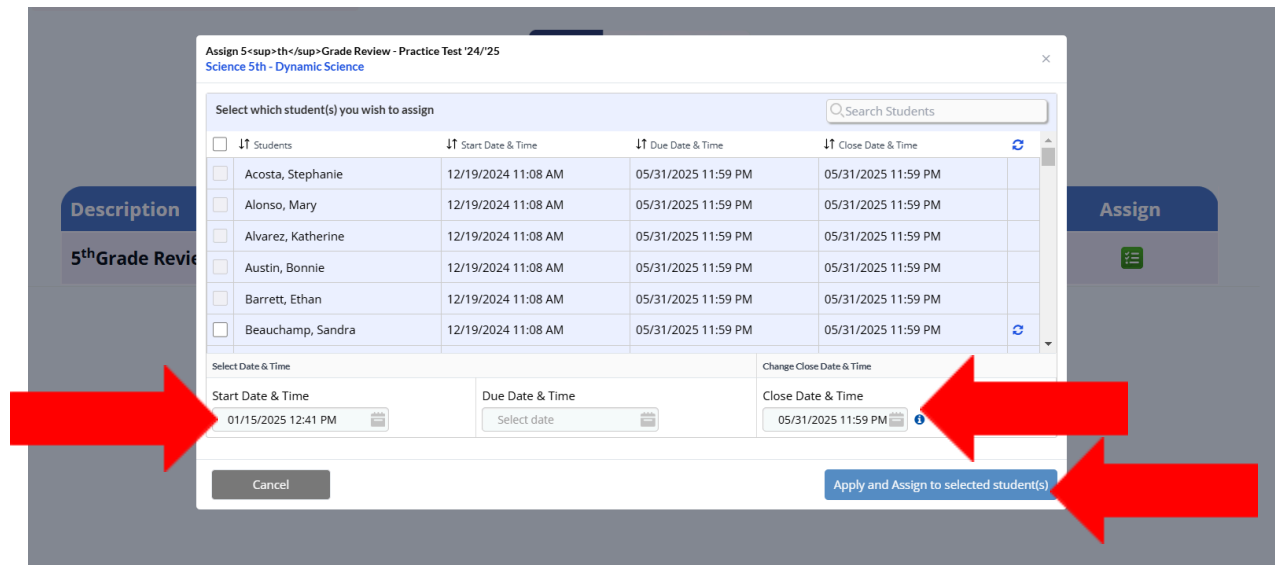 Assign 5<sup>th</sup>Grade Review - Practice Test '24/'25
Science 5th - Dynamic Science
×
Select which student(s) you wish to assign
Search Students
Students Start Date & Time Due Date & Time Close Date & Time
Acosta, Stephanie 12/19/2024 11:08 AM 05/31/2025 11:59 PM 05/31/2025 11:59 PM
Alonso, Mary 12/19/2024 11:08 AM 05/31/2025 11:59 PM 05/31/2025 11:59 PM
Description Assign
Alvarez, Katherine 12/19/2024 11:08 AM 05/31/2025 11:59 PM 05/31/2025 11:59 PM
5thGrade Revie
Austin, Bonnie 12/19/2024 11:08 AM 05/31/2025 11:59 PM 05/31/2025 11:59 PM
Barrett, Ethan 12/19/2024 11:08 AM 05/31/2025 11:59 PM 05/31/2025 11:59 PM
Beauchamp, Sandra 12/19/2024 11:08 AM 05/31/2025 11:59 PM 05/31/2025 11:59 PM
Select Date & Time Change Close Date & Time
Start Date & Time Due Date & Time Close Date & Time
01/15/2025 12:41 PM Select date 05/31/2025 11:59 PM
Cancel Apply and Assign to selected student(s)